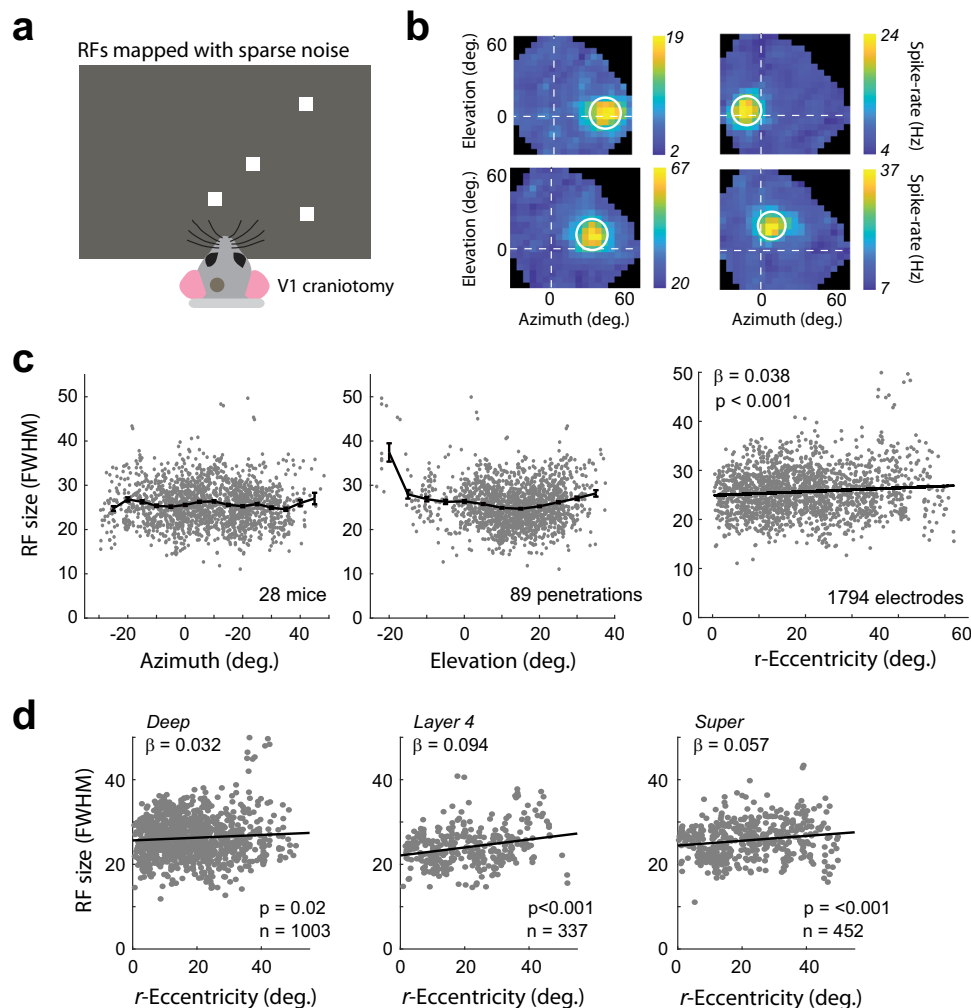 a
RFs mapped with sparse noise
V1 craniotomy
b
Elevation (deg.)
60
0
19
2
24
4
Spike-rate (Hz)
Elevation (deg.)
60
0
67
20
37
7
Spike-rate (Hz)
0 60
0 60
Azimuth (deg.)
Azimuth (deg.)
c
RF size (FWHM)
50
40
30
20
10
0
28 mice
-20 0 -20 40
Azimuth (deg.)
50
40
30
20
10
0
89 penetrations
-20 0 20 40
Elevation (deg.)
50
40
30
20
10
0
β = 0.038
p < 0.001
1794 electrodes
0 20 40 60
r-Eccentricity (deg.)
d
RF size (FWHM)
Deep
β = 0.032
40
20
0
p = 0.02
n = 1003
0 20 40
r-Eccentricity (deg.)
Layer 4
β = 0.094
40
20
0
p<0.001
n = 337
0 20 40
r-Eccentricity (deg.)
Super
β = 0.057
40
20
0
p = <0.001
n = 452
0 20 40
r-Eccentricity (deg.)